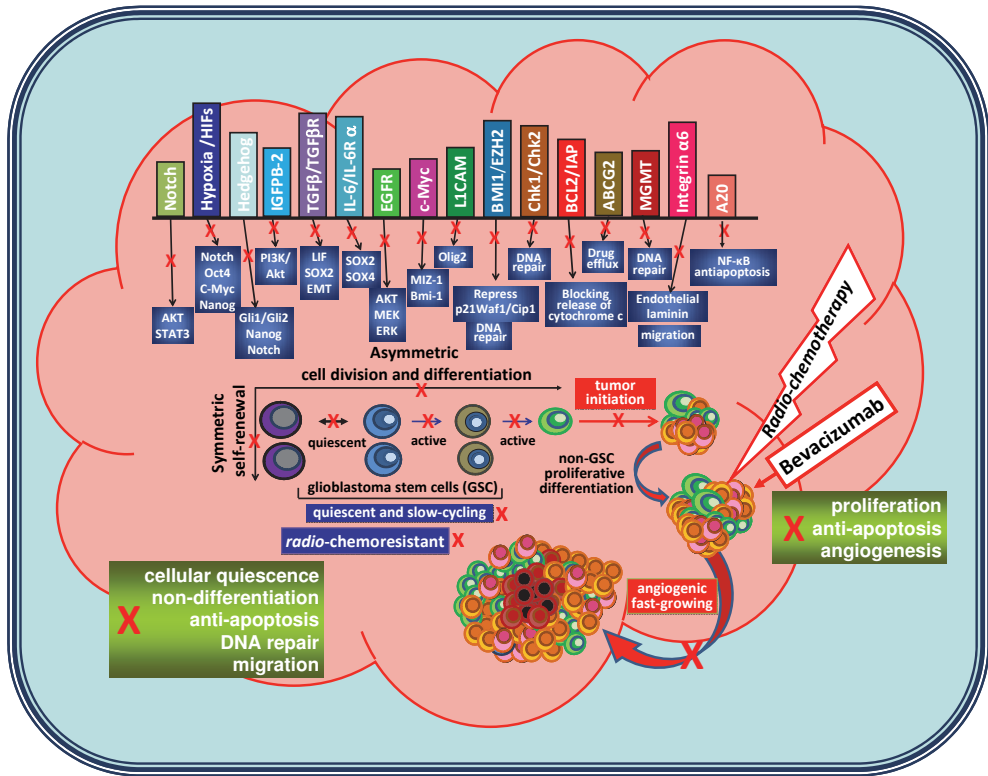 Notch
Hypoxia /HIFs
Hedgehog
IGFPB-2
TGFβ/TGFβR
IL-6/IL-6R α
EGFR
c-Myc
L1CAM
BMI1/EZH2
Chk1/Chk2
BCL2/IAP
ABCG2
MGMT
Integrin α6
A20
X X X X X X X X X X X X X X X X
AKT
STAT3
Notch
Oct4
C-Myc
Nanog
Gli1/Gli2
Nanog
Notch
PI3K/
Akt
LIF
SOX2
EMT
SOX2
SOX4
AKT
MEK
ERK
MIZ-1
Bmi-1
Olig2
Repress
p21Waf1/Cip1
DNA
repair
DNA
repair
Blocking
release of
cytochrome c
Drug
efflux
DNA
repair
Endothelial
laminin
migration
NF-κB
antiapoptosis
Asymmetric
cell division and differentiation
X
Symmetric
self-renewal
X
X
quiescent
X
active
X
active
tumor
initiation
X
glioblastoma stem cells (GSC)
quiescent and slow-cycling X
radio-chemoresistant X
non-GSC
proliferative
differentiation
Radio-chemotherapy
Bevacizumab
X
proliferation
anti-apoptosis
angiogenesis
angiogenic
fast-growing
X
X
cellular quiescence
non-differentiation
anti-apoptosis
DNA repair
migration